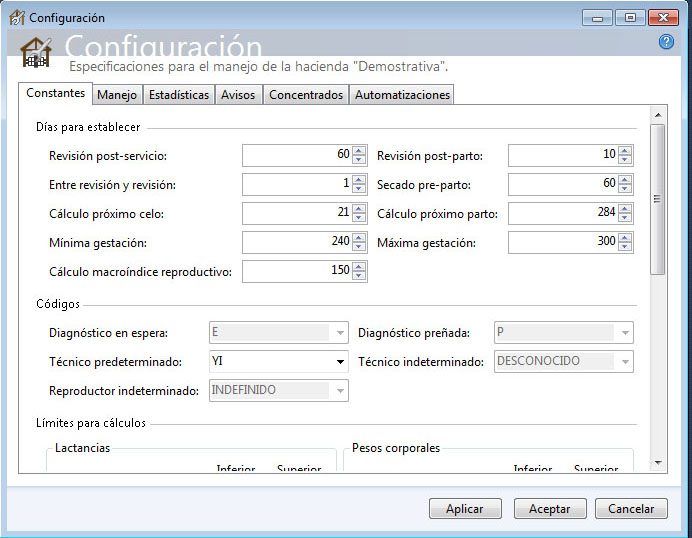 Configuración
Configuración
Especificaciones para el manejo de la hacienda "Demostrativa".
Constantes Manejo Estadísticas Avisos Concentrados Automatizaciones
Días para establecer
Revisión post-servicio: 60 Revisión post-parto: 10
Entre revisión y revisión: 1 Secado pre-parto: 60
Cálculo próximo celo: 21 Cálculo próximo parto: 284
Mínima gestación: 240 Máxima gestación: 300
Cálculo macroíndice reproductivo: 150
Códigos
Diagnóstico en espera: E Diagnóstico preñada: P
Técnico predeterminado: YI Técnico indeterminado: DESCONOCIDO
Reproductor indeterminado: INDEFINIDO
Límites para cálculos
Lactancias Pesos corporales
Inferior Superior Inferior Superior
Aplicar Aceptar Cancelar